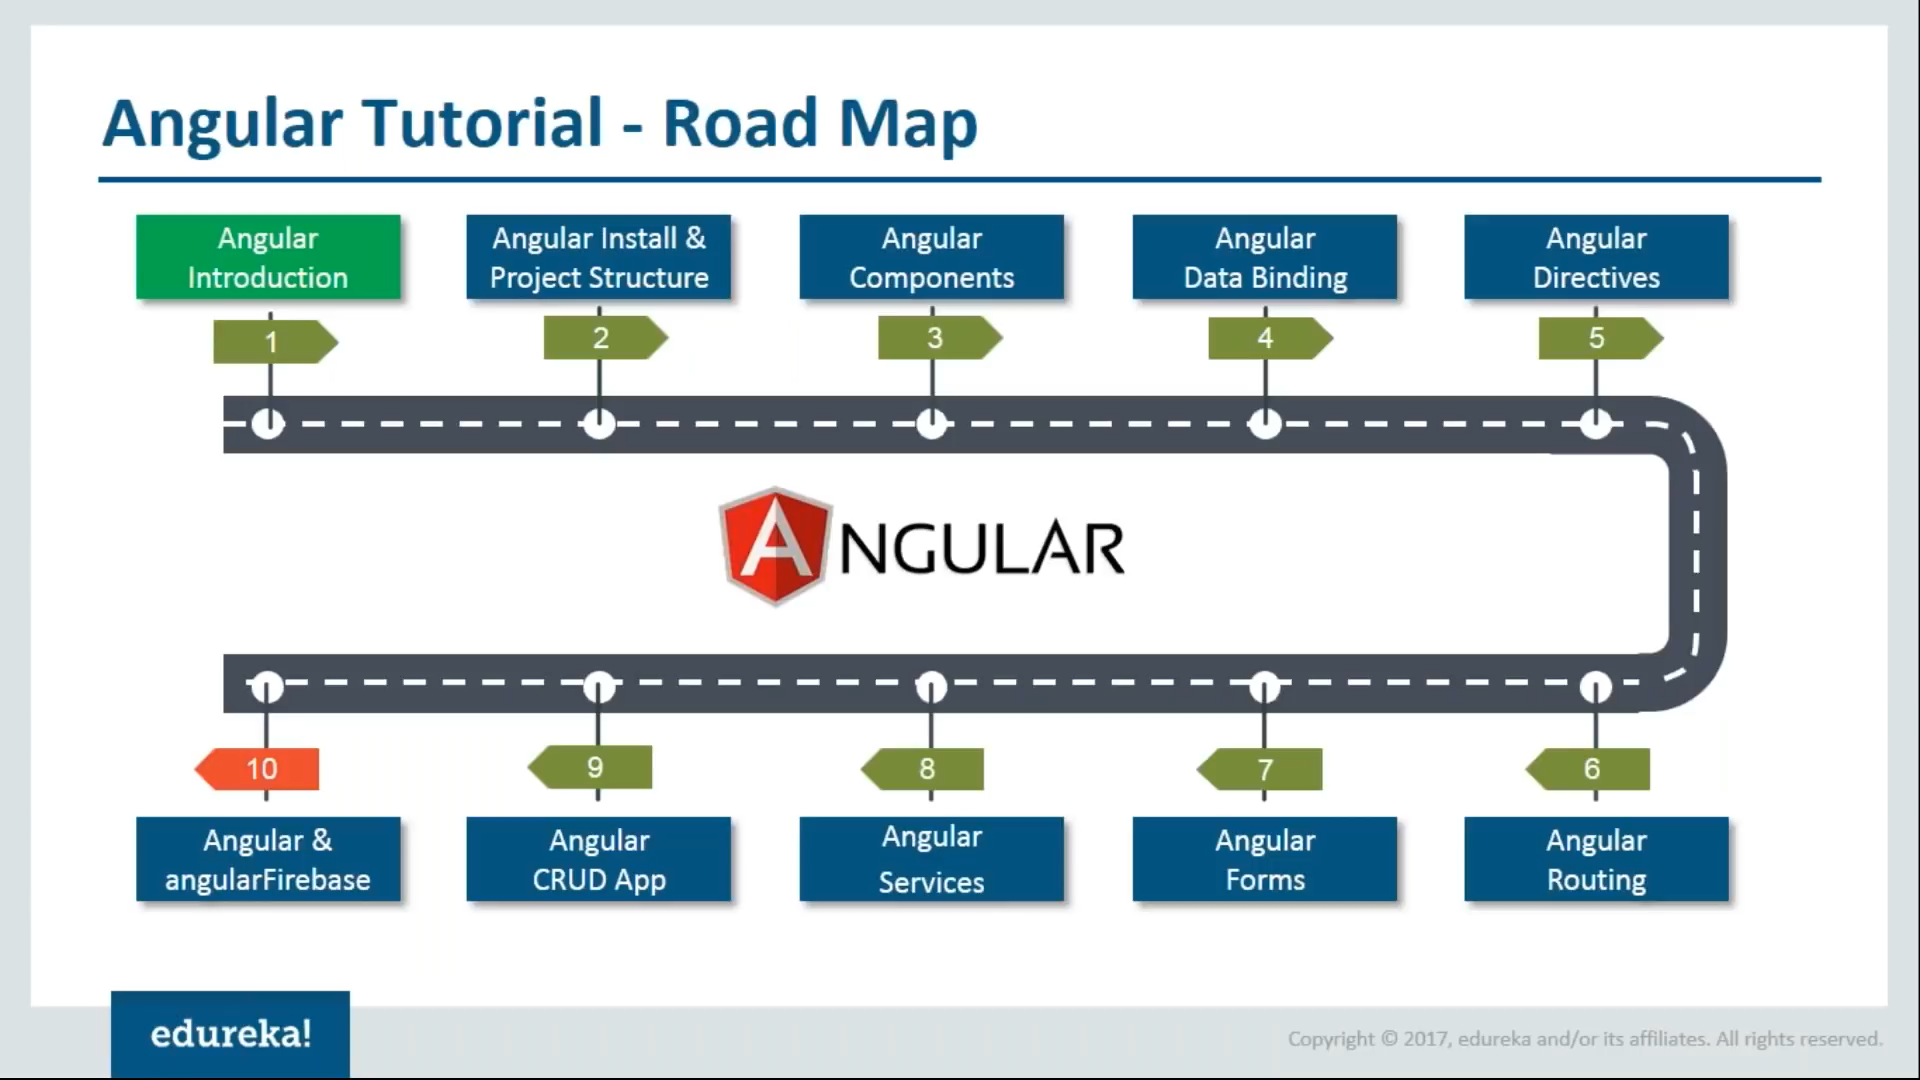 Angular Tutorial - Road Map
Angular
Introduction
Angular Install &
Project Structure
Angular
Components
Angular
Data Binding
Angular
Directives
1
2
3
4
5
ANGULAR
10
9
8
7
6
Angular &
angularFirebase
Angular
CRUD App
Angular
Services
Angular
Forms
Angular
Routing
edureka!
Copyright © 2017, edureka and/or its affiliates. All rights reserved.